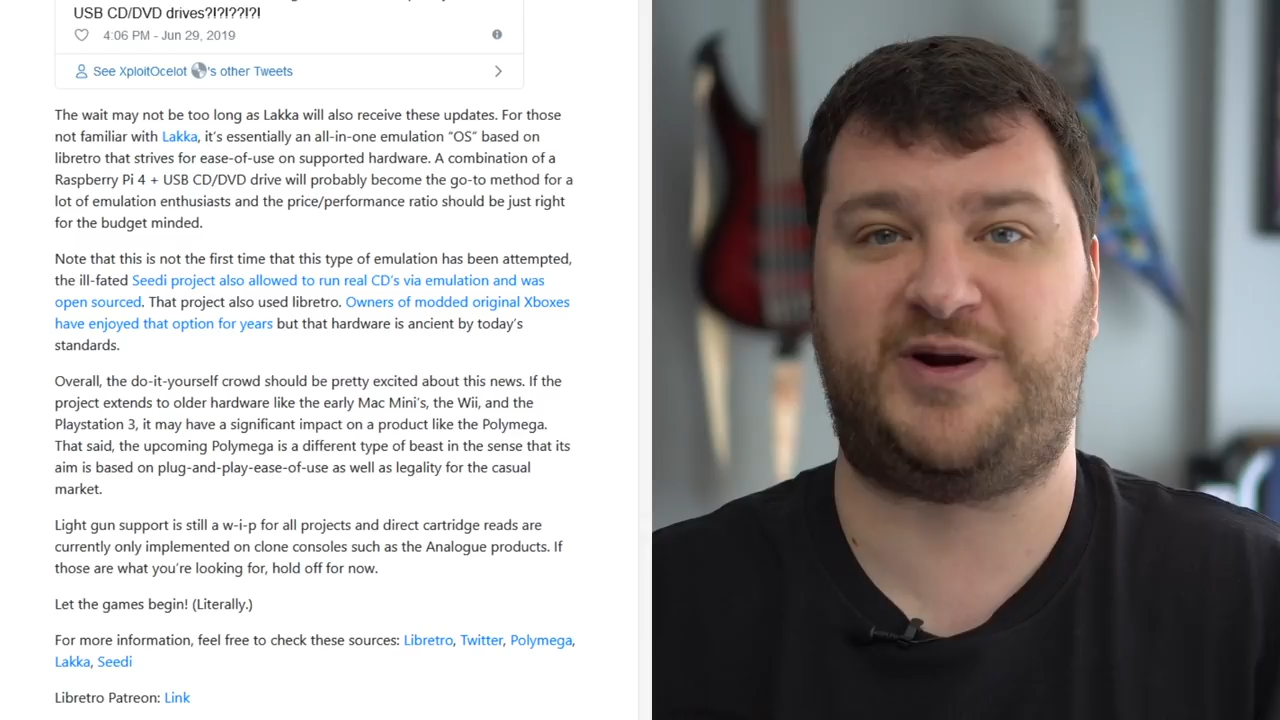 USB CD/DVD drives?!?!??!?!
4:06 PM - Jun 29, 2019
See XploitOcelot 's other Tweets
The wait may not be too long as Lakka will also receive these updates. For those
not familiar with Lakka, it's essentially an all-in-one emulation “OS” based on
libretro that strives for ease-of-use on supported hardware. A combination of a
Raspberry Pi 4 + USB CD/DVD drive will probably become the go-to method for a
lot of emulation enthusiasts and the price/performance ratio should be just right
for the budget minded.
Note that this is not the first time that this type of emulation has been attempted,
the ill-fated Seedi project also allowed to run real CD's via emulation and was
open sourced. That project also used libretro. Owners of modded original Xboxes
have enjoyed that option for years but that hardware is ancient by today's
standards.
Overall, the do-it-yourself crowd should be pretty excited about this news. If the
project extends to older hardware like the early Mac Mini's, the Wii, and the
Playstation 3, it may have a significant impact on a product like the Polymega.
That said, the upcoming Polymega is a different type of beast in the sense that its
aim is based on plug-and-play-ease-of-use as well as legality for the casual
market.
Light gun support is still a w-i-p for all projects and direct cartridge reads are
currently only implemented on clone consoles such as the Analogue products. If
those are what you're looking for, hold off for now.
Let the games begin! (Literally.)
For more information, feel free to check these sources: Libretro, Twitter, Polymega,
Lakka, Seedi
Libretro Patreon: Link